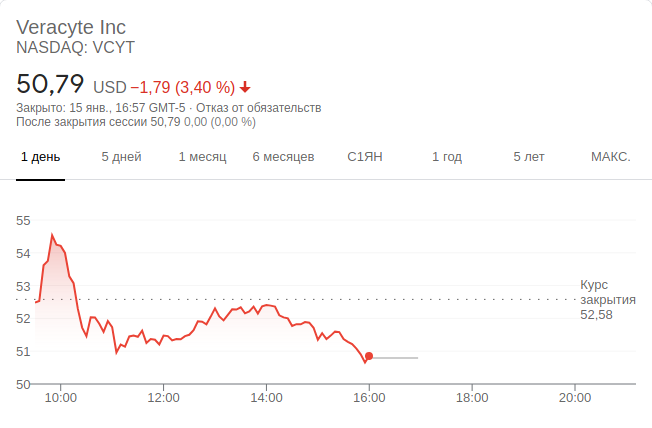 Veracyte Inc
NASDAQ: VCYT
50,79 USD −1,79 (3,40 %)
Закрыто: 15 янв., 16:57 GMT-5 · Отказ от обязательств
После закрытия сессии 50,79 0,00 (0,00 %)
1 день 5 дней 1 месяц 6 месяцев С1ЯН 1 год 5 лет МАКС.
55
54
53
52
51
50
Курс
закрытия
52,58
10:00 12:00 14:00 16:00 18:00 20:00